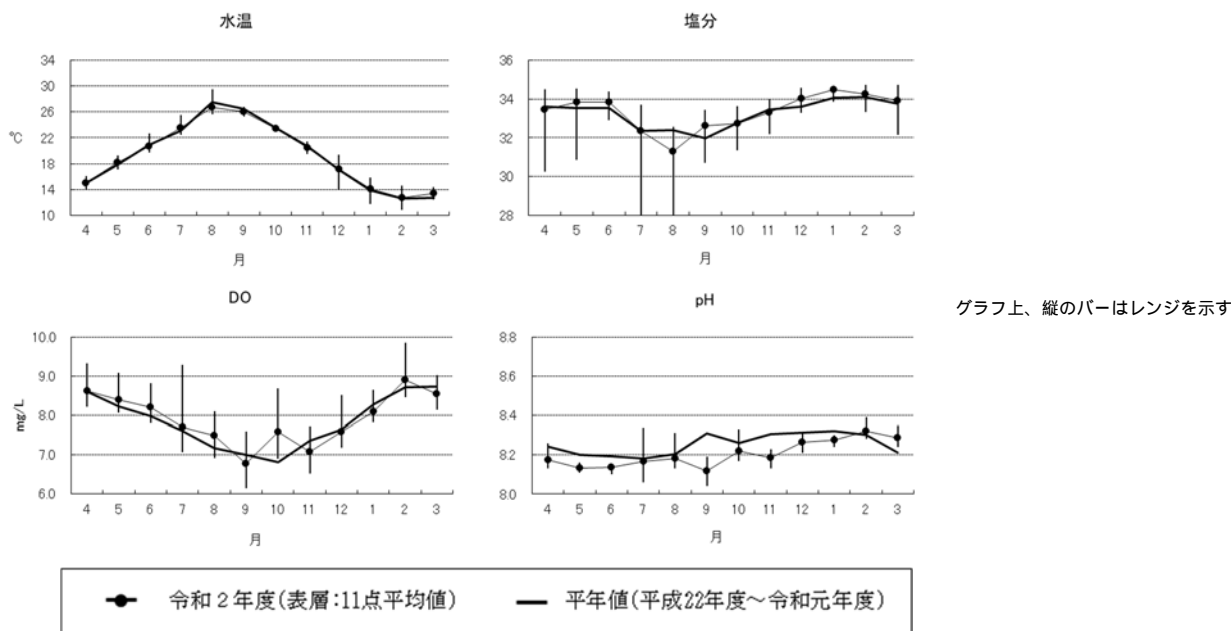 水温
34
30
26
22
18
14
10
℃
4 5 6 7 8 9 10 11 12 1 2 3
月
塩分
36
34
32
30
28
4 5 6 7 8 9 10 11 12 1 2 3
月
DO
10.0
9.0
8.0
7.0
6.0
mg/L
4 5 6 7 8 9 10 11 12 1 2 3
月
pH
8.8
8.6
8.4
8.2
8.0
4 5 6 7 8 9 10 11 12 1 2 3
月
グラフ上、縦のバーはレンジを示す
令和２年度(表層:11点平均値) 平年値(平成22年度～令和元年度)